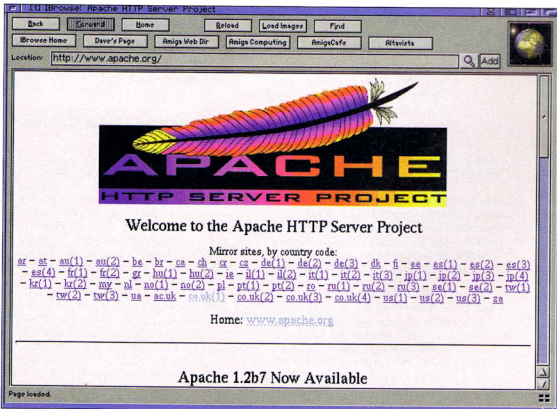 [1] IBrowse: Apache HTTP Server Project
Back Forward Home Reload Load Images Find
IBrowse Home Dave's Page Amiga Web Dir Amiga Computing AmigaCafe Altavista
Location: http://www.apache.org/ Add
APACHE
HTTP SERVER PROJECT
Welcome to the Apache HTTP Server Project
Mirror sites, by country code:
ar - at - au(1) - au(2) - be - br - ca - ch - cr - cz - de(1) - de(2) - de(3) - dk - fi - ee - es(1) - es(2) - es(3)
- es(4) - fr(1) - fr(2) - gr - hu(1) - hu(2) - ie - il(1) - il(2) - it(1) - it(2) - it(3) - jp(1) - jp(2) - jp(3) - jp(4)
- kr(1) - kr(2) - my - nl - no(1) - no(2) - pl - pt(1) - pt(2) - ro - ru(1) - ru(2) - ru(3) - se(1) - se(2) - tw(1)
- tw(2) - tw(3) - ua - ac.uk - co.uk(1) - co.uk(2) - co.uk(3) - co.uk(4) - us(1) - us(2) - us(3) - za
Home: www.apache.org
Apache 1.2b7 Now Available
Page loaded.